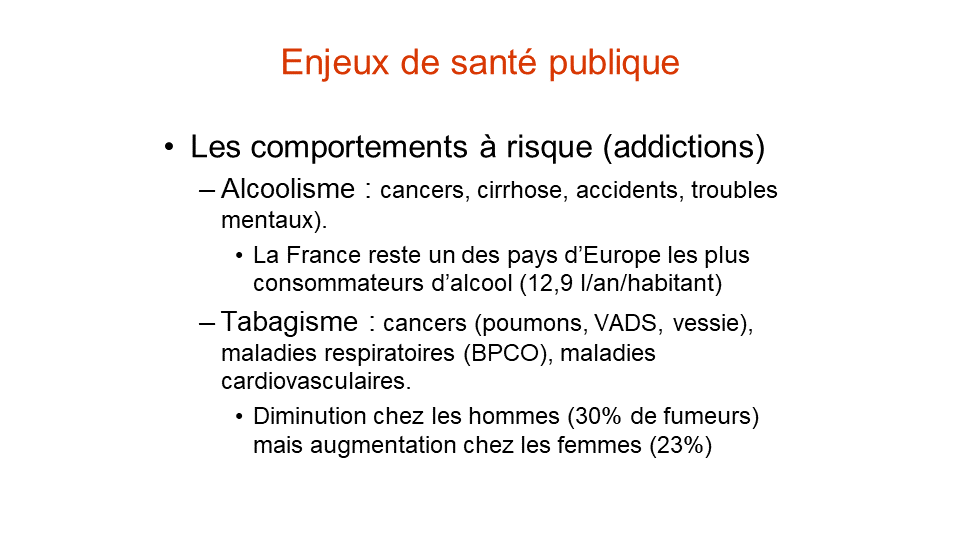 Enjeux de santé publique
• Les comportements à risque (addictions)
– Alcoolisme : cancers, cirrhose, accidents, troubles
mentaux).
• La France reste un des pays d’Europe les plus
consommateurs d’alcool (12,9 l/an/habitant)
– Tabagisme : cancers (poumons, VADS, vessie),
maladies respiratoires (BPCO), maladies
cardiovasculaires.
• Diminution chez les hommes (30% de fumeurs)
mais augmentation chez les femmes (23%)